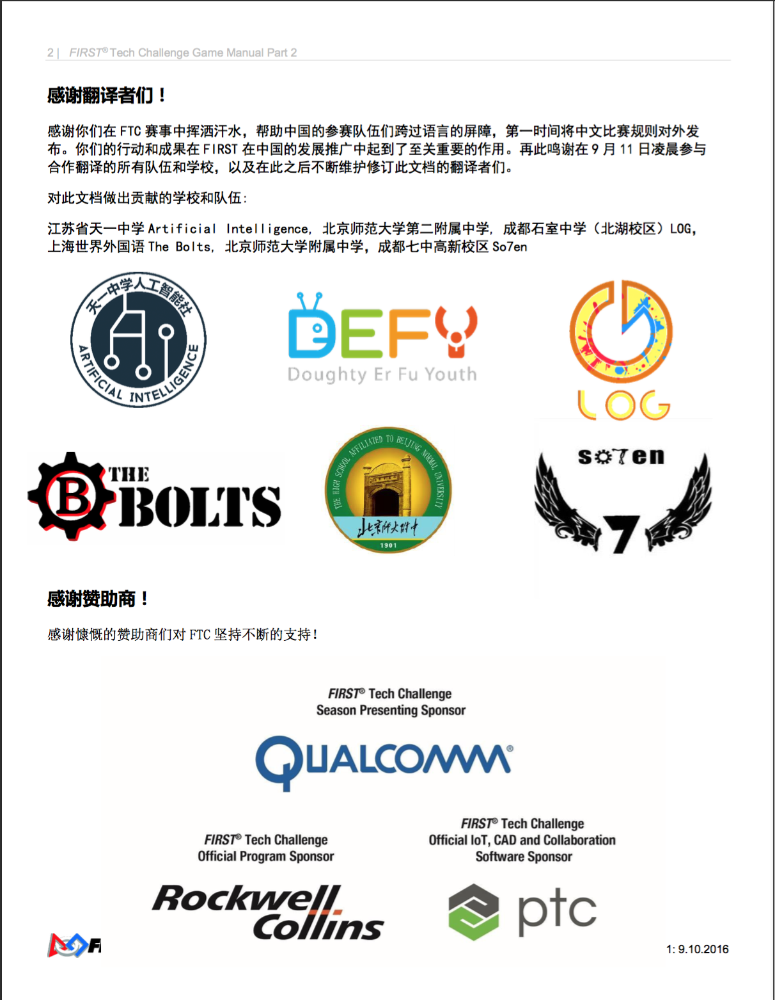 2 | FIRST® Tech Challenge Game Manual Part 2
感谢翻译者们！
感谢你们在 FTC 赛事中挥洒汗水，帮助中国的参赛队伍们跨过语言的屏障，第一时间将中文比赛规则对外发
布。你们的行动和成果在 FIRST 在中国的发展推广中起到了至关重要的作用。再此鸣谢在 9 月 11 日凌晨参与
合作翻译的所有队伍和学校，以及在此之后不断维护修订此文档的翻译者们。
对此文档做出贡献的学校和队伍:
江苏省天一中学 Artificial Intelligence, 北京师范大学第二附属中学, 成都石室中学（北湖校区）LOG,
上海世界外国语 The Bolts, 北京师范大学附属中学，成都七中高新校区 So7en
天一中学人工智能社
ARTIFICIAL INTELLIGENCE
DEFY
Doughty Er Fu Youth
LOG
B
THE
BOLTS
THE HIGH SCHOOL AFFILIATED TO BEIJING NORMAL UNIVERSITY
北京师大附中
1901
so7en
7
感谢赞助商！
感谢慷慨的赞助商们对 FTC 坚持不断的支持！
FIRST® Tech Challenge
Season Presenting Sponsor
QUALCOMM®
FIRST® Tech Challenge
Official Program Sponsor
Rockwell
Collins
FIRST® Tech Challenge
Official IoT, CAD and Collaboration
Software Sponsor
ptc
1: 9.10.2016